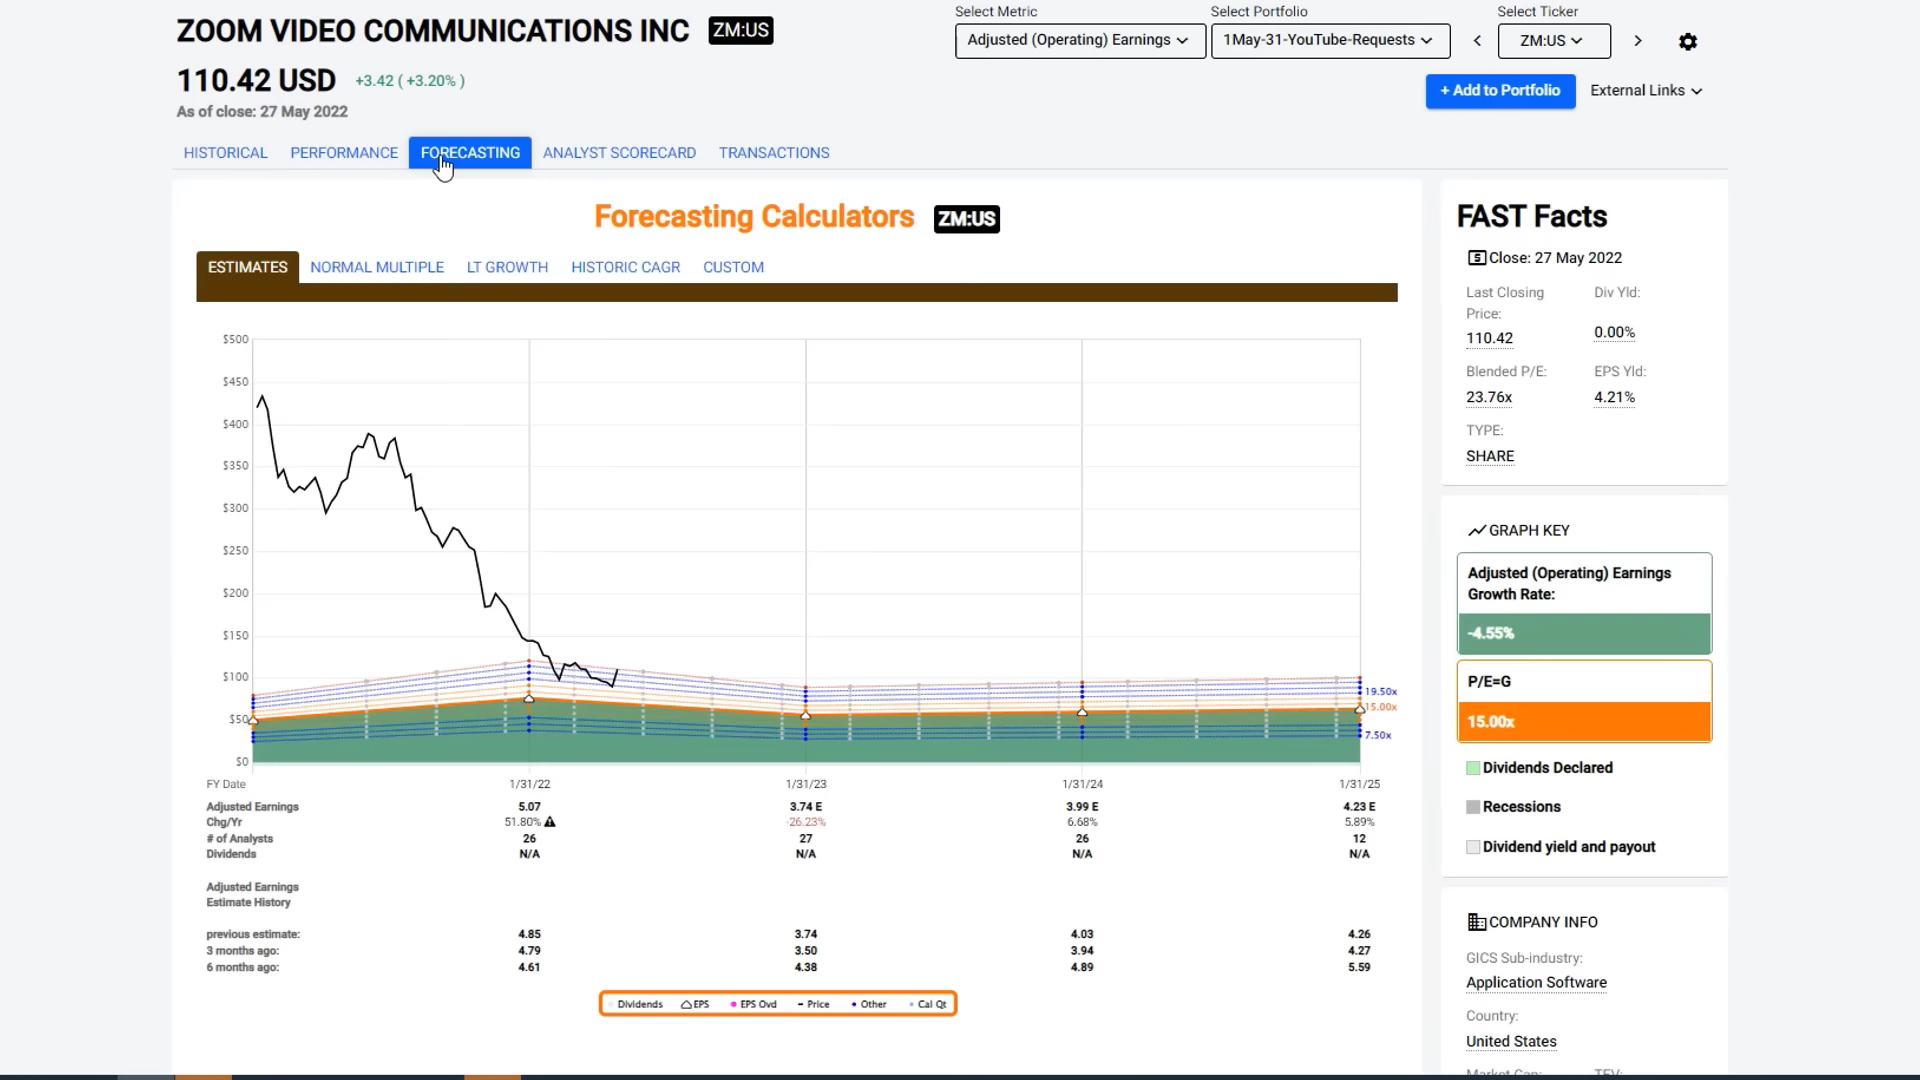 ZOOM VIDEO COMMUNICATIONS INC ZM:US
Select Metric
Adjusted (Operating) Earnings
Select Portfolio
1May-31-YouTube-Requests
Select Ticker
ZM:US
110.42 USD +3.42 ( +3.20% )
As of close: 27 May 2022
+ Add to Portfolio
External Links
HISTORICAL PERFORMANCE FORECASTING ANALYST SCORECARD TRANSACTIONS
Forecasting Calculators ZM:US
ESTIMATES NORMAL MULTIPLE LT GROWTH HISTORIC CAGR CUSTOM
$500
$450
$400
$350
$300
$250
$200
$150
$100
$50
$0
19.50x
15.00x
7.50x
FY Date 1/31/22 1/31/23 1/31/24 1/31/25
Adjusted Earnings 5.07 3.74 E 3.99 E 4.23 E
Chg/Yr 51.80% -26.23% 6.68% 5.89%
# of Analysts 26 27 26 12
Dividends N/A N/A N/A N/A
Adjusted Earnings
Estimate History
previous estimate: 4.85 3.74 4.03 4.26
3 months ago: 4.79 3.50 3.94 4.27
6 months ago: 4.61 4.38 4.89 5.59
Dividends EPS EPS Ovd Price Other Cal Qt
FAST Facts
Close: 27 May 2022
Last Closing
Price:
110.42
Div Yld:
0.00%
Blended P/E:
23.76x
EPS Yld:
4.21%
TYPE:
SHARE
GRAPH KEY
Adjusted (Operating) Earnings
Growth Rate:
-4.55%
P/E=G
15.00x
Dividends Declared
Recessions
Dividend yield and payout
COMPANY INFO
GICS Sub-industry:
Application Software
Country:
United States
Market Cap: TEV: